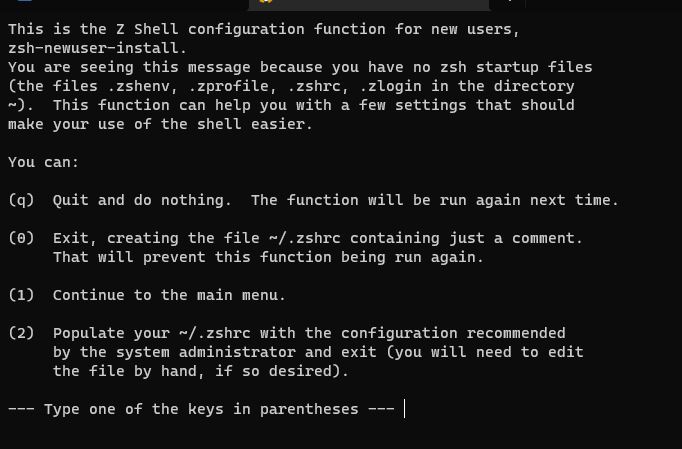 This is the Z Shell configuration function for new users,
zsh-newuser-install.
You are seeing this message because you have no zsh startup files
(the files .zshenv, .zprofile, .zshrc, .zlogin in the directory
~).  This function can help you with a few settings that should
make your use of the shell easier.

You can:

(q)  Quit and do nothing.  The function will be run again next time.

(0)  Exit, creating the file ~/.zshrc containing just a comment.
     That will prevent this function being run again.

(1)  Continue to the main menu.

(2)  Populate your ~/.zshrc with the configuration recommended
     by the system administrator and exit (you will need to edit
     the file by hand, if so desired).

--- Type one of the keys in parentheses ---